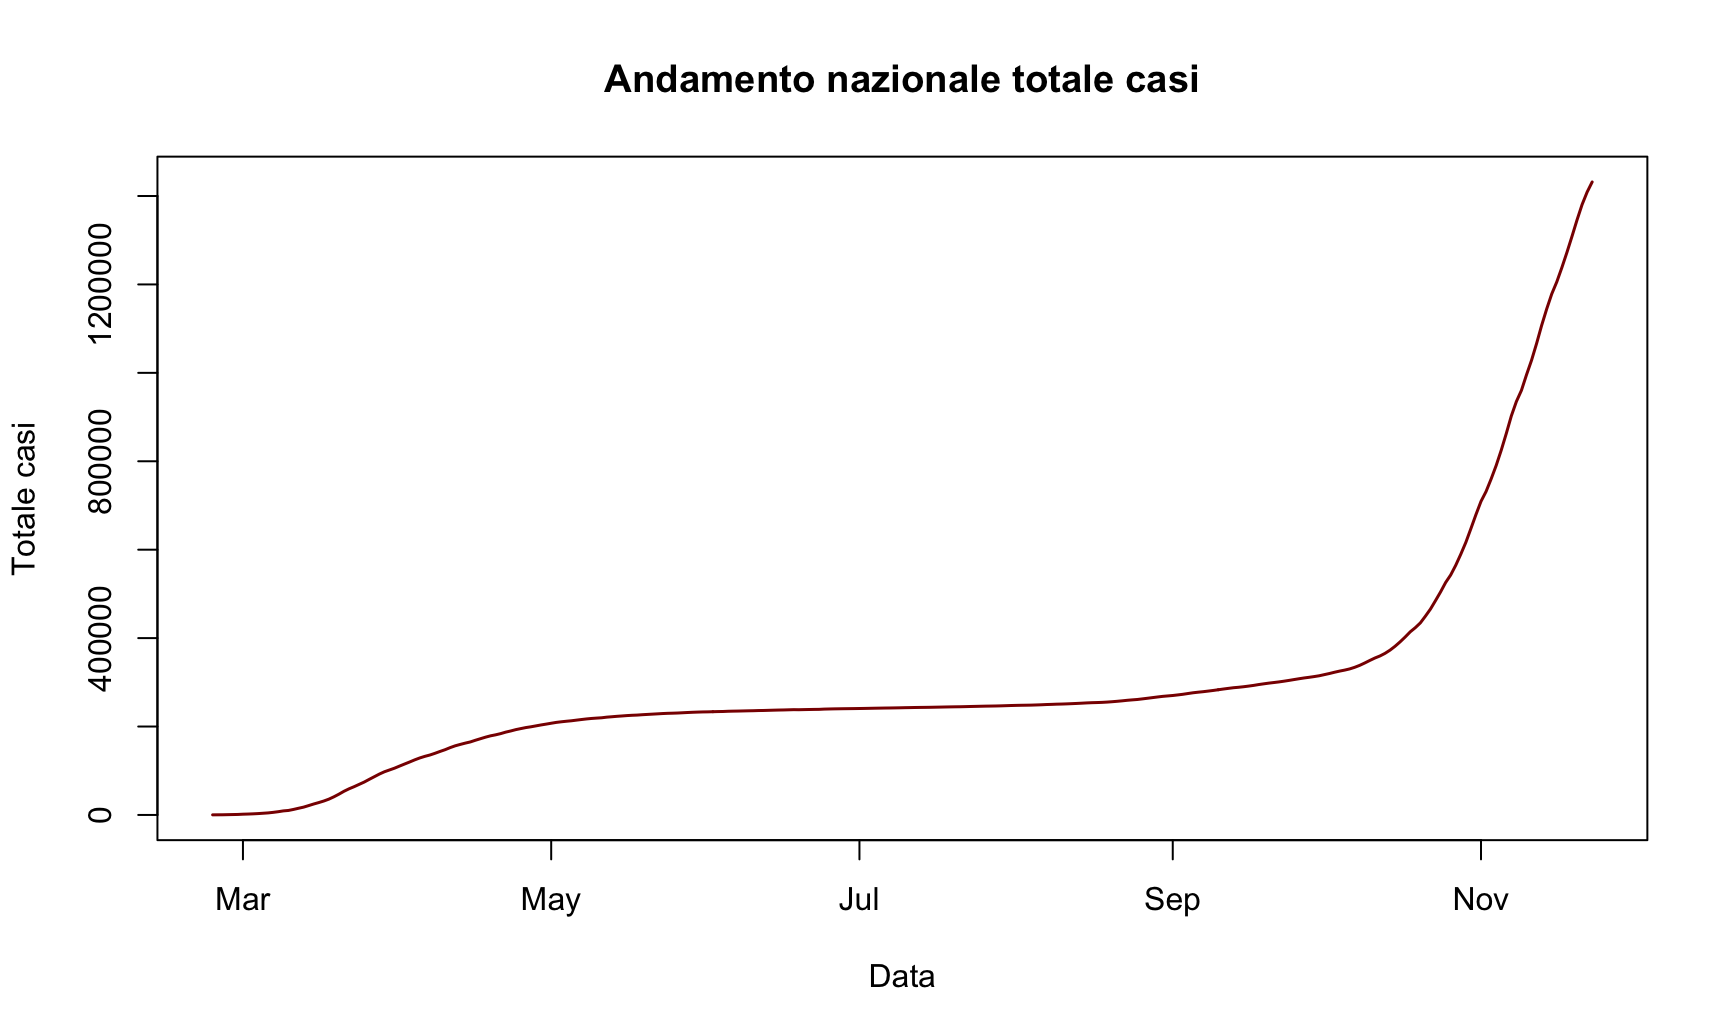 Andamento nazionale totale casi
Totale casi
1200000
800000
400000
0
Mar May Jul Sep Nov
Data